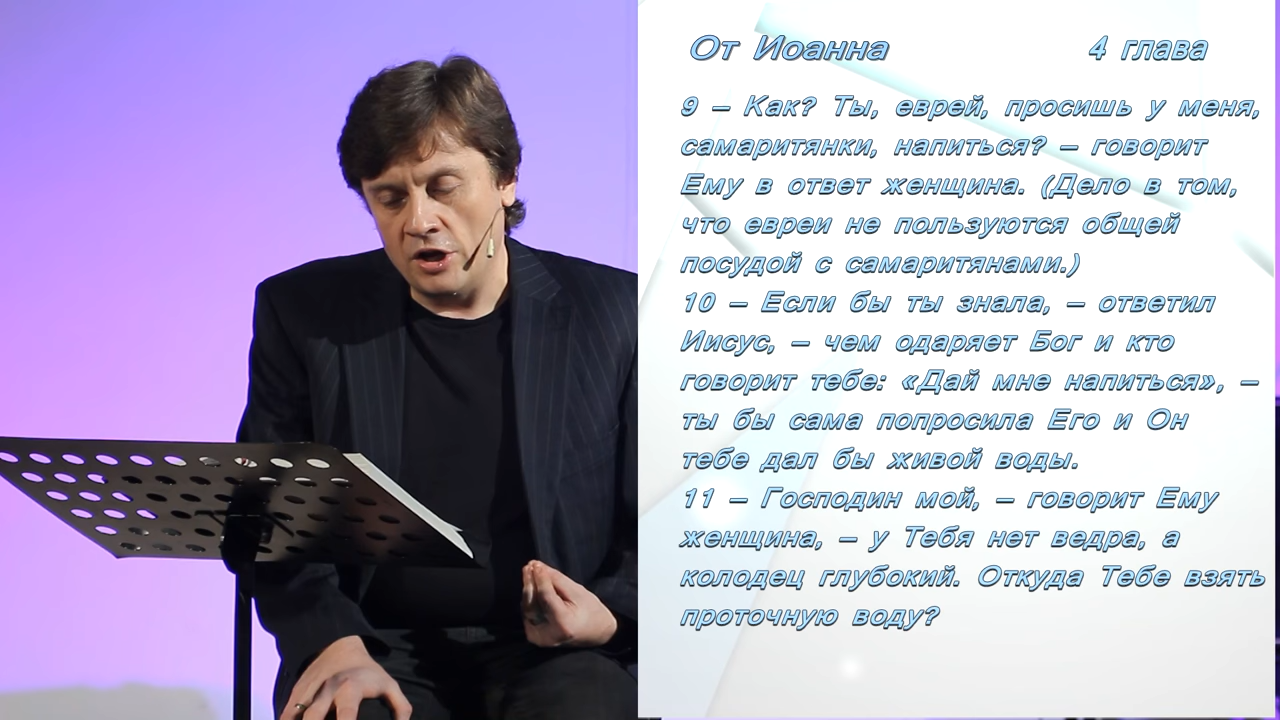 От Иоанна 4 глава
9 – Как? Ты, еврей, просишь у меня,
самаритянки, напиться? – говорит
Ему в ответ женщина. (Дело в том,
что евреи не пользуются общей
посудой с самаритянами.)
10 – Если бы ты знала, – ответил
Иисус, – чем одаряет Бог и кто
говорит тебе: «Дай мне напиться», –
ты бы сама попросила Его и Он
тебе дал бы живой воды.
11 – Господин мой, – говорит Ему
женщина, – у Тебя нет ведра, а
колодец глубокий. Откуда Тебе взять
проточную воду?